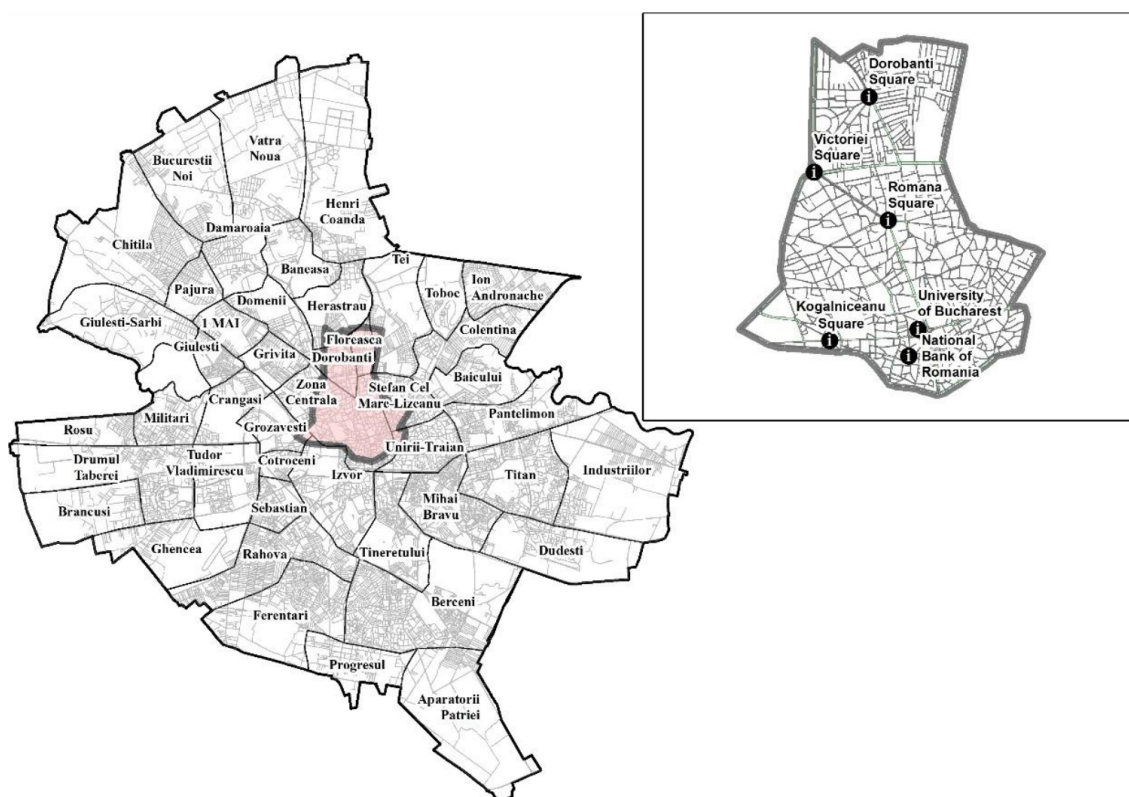 Vatra
Noua
Bucurestii
Noi
Henri
Coanda
Damaroaia
Chitila
Baneasa
Tei
Ion
Andronache
Pajura
Domenii
Toboc
Herastrau
Giulesti-Sarbi
1 MAI
Colentina
Giulesti
Floreasca
Grivita
Dorobanti
Baicului
Zona
Centrala
Stefan Cel
Mare-Lizeanu
Crangasi
Pantelimon
Militari
Rosu
Grozavesti
Unirii-Traian
Drumul
Taberei
Tudor
Vladimirescu
Cotroceni
Izvor
Titan
Industriilor
Brancusi
Sebastian
Mihai
Bravu
Ghencea
Rahova
Tineretului
Dudesti
Ferentari
Berceni
Progresul
Aparatorii
Patriei
Dorobanti
Square
i
Victoriei
Square
i
Romana
Square
i
Kogalniceanu
Square
i
University
of Bucharest
i
National
Bank of
Romania
i